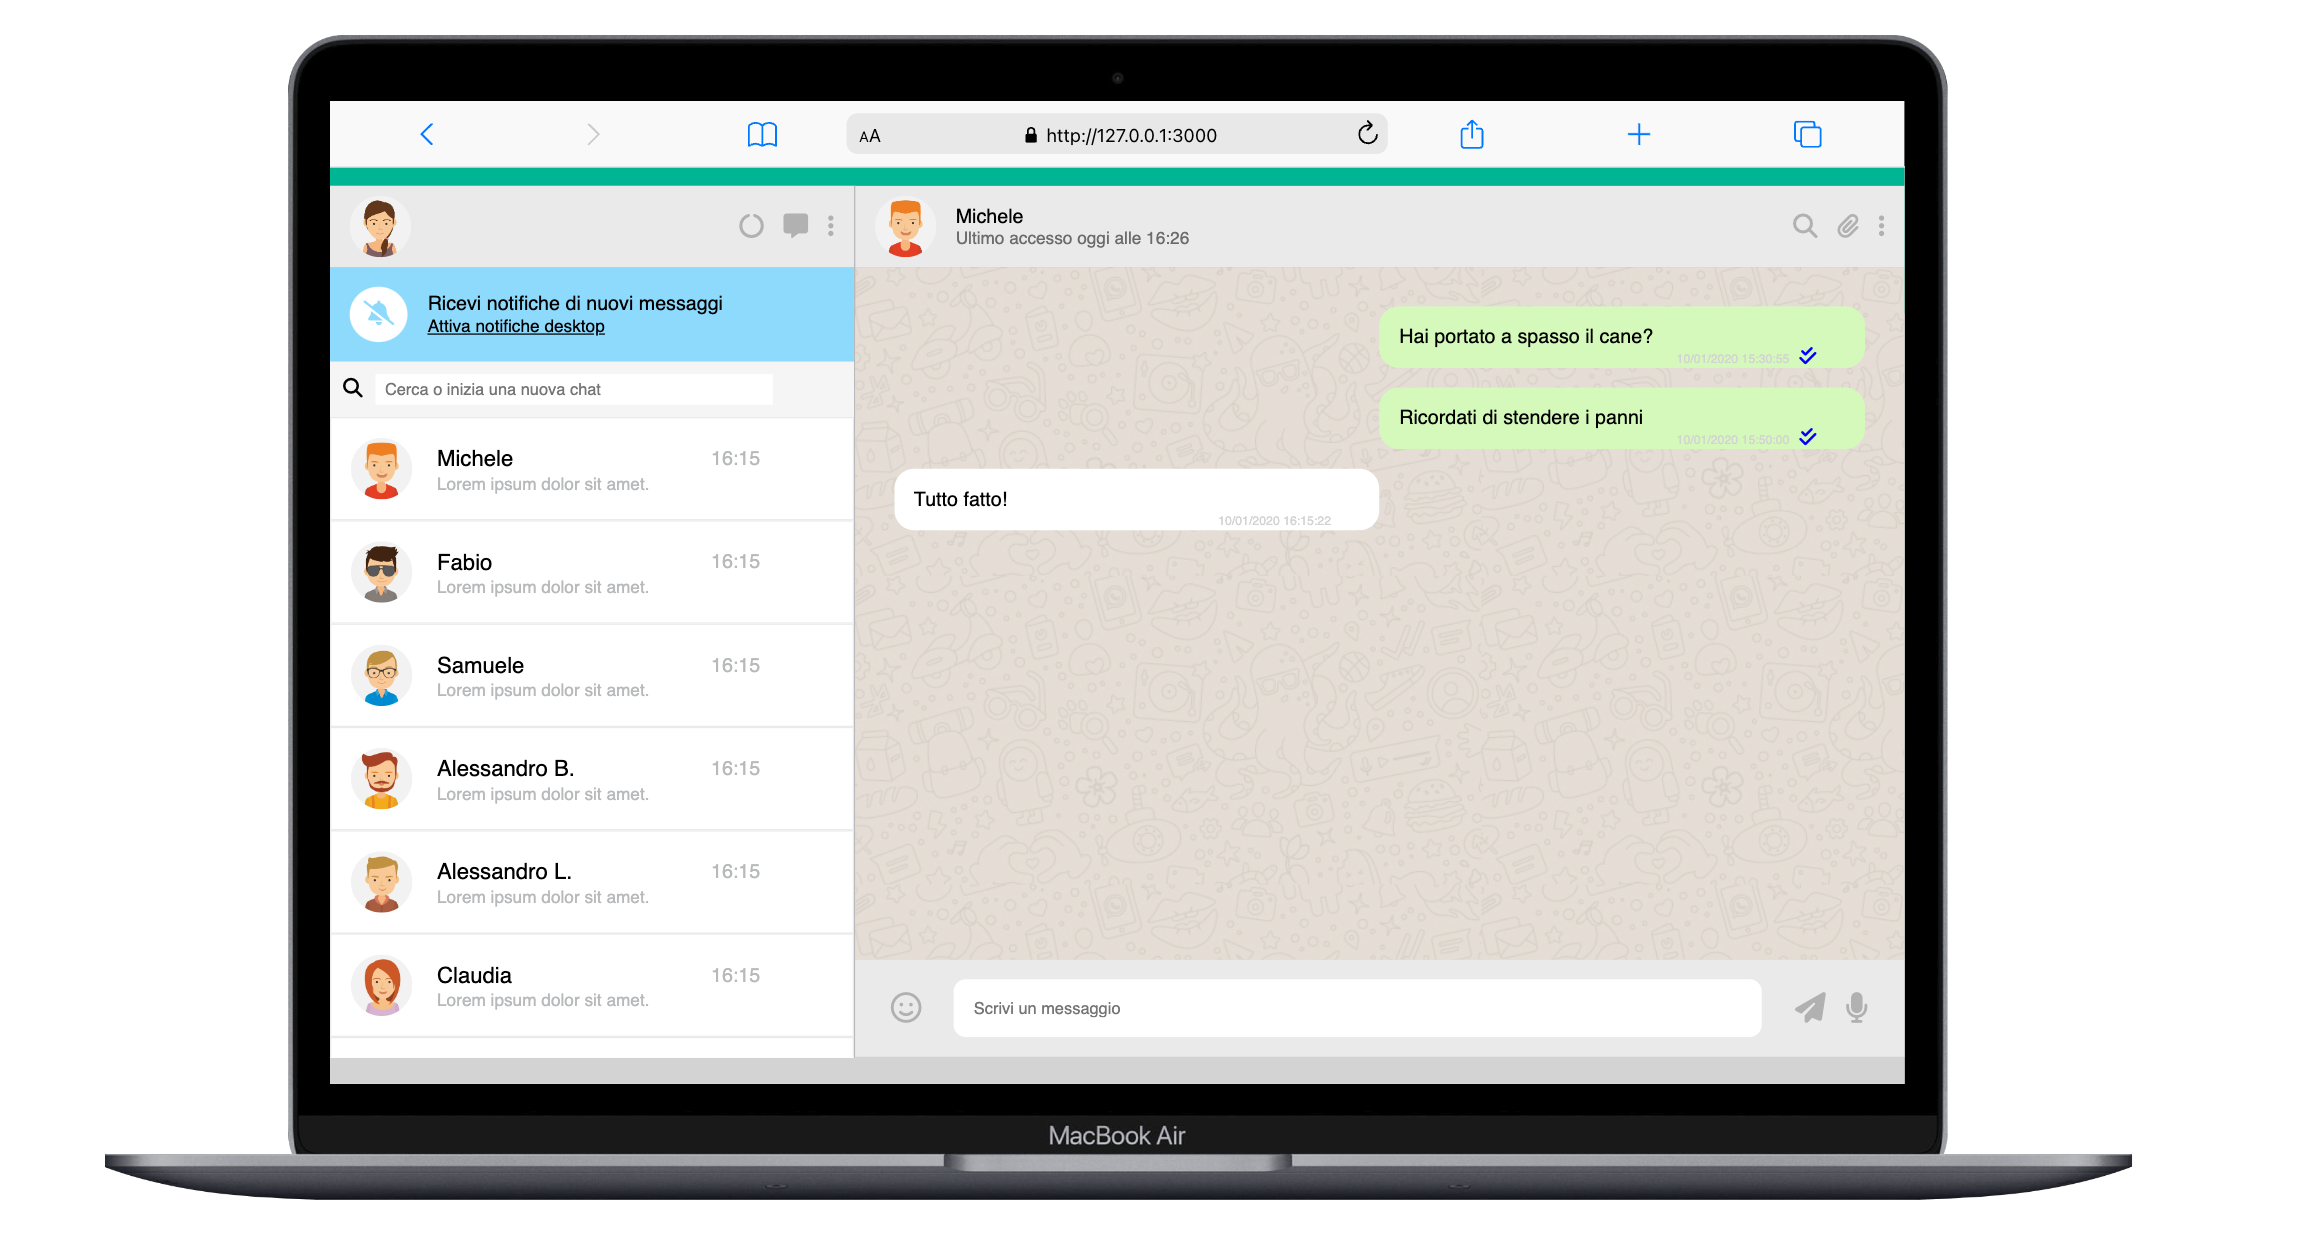 AA
http://127.0.0.1:3000
Michele
Ultimo accesso oggi alle 16:26
Ricevi notifiche di nuovi messaggi
Attiva notifiche desktop
Cerca o inizia una nuova chat
Michele 16:15
Lorem ipsum dolor sit amet.
Fabio 16:15
Lorem ipsum dolor sit amet.
Samuele 16:15
Lorem ipsum dolor sit amet.
Alessandro B. 16:15
Lorem ipsum dolor sit amet.
Alessandro L. 16:15
Lorem ipsum dolor sit amet.
Claudia 16:15
Lorem ipsum dolor sit amet.
Hai portato a spasso il cane?
10/01/2020 15:30:55
Ricordati di stendere i panni
10/01/2020 15:50:00
Tutto fatto!
10/01/2020 16:15:22
Scrivi un messaggio
MacBook Air